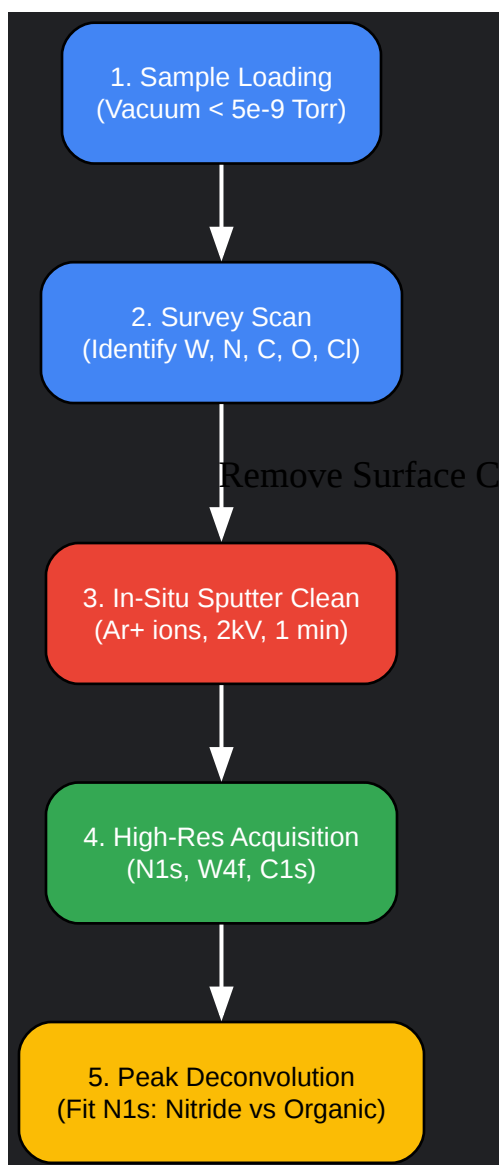 1. Sample Loading
(Vacuum < 5e-9 Torr)
2. Survey Scan
(Identify W, N, C, O, Cl)
Remove Surface C
3. In-Situ Sputter Clean
(Ar+ ions, 2kV, 1 min)
4. High-Res Acquisition
(N1s, W4f, C1s)
5. Peak Deconvolution
(Fit N1s: Nitride vs Organic)